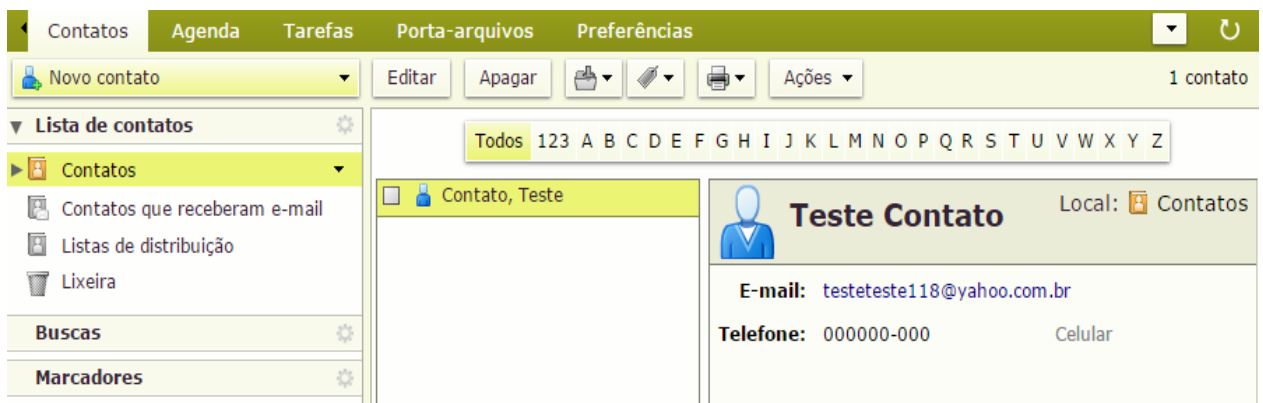 Contatos Agenda Tarefas Porta-arquivos Preferências
Novo contato Editar Apagar Ações 1 contato
Lista de contatos
Todos 123 A B C D E F G H I J K L M N O P Q R S T U V W X Y Z
Contatos
Contatos que receberam e-mail
Listas de distribuição
Lixeira
Buscas
Marcadores
Contato, Teste
Teste Contato Local: Contatos
E-mail: testeteste118@yahoo.com.br
Telefone: 000000-000 Celular